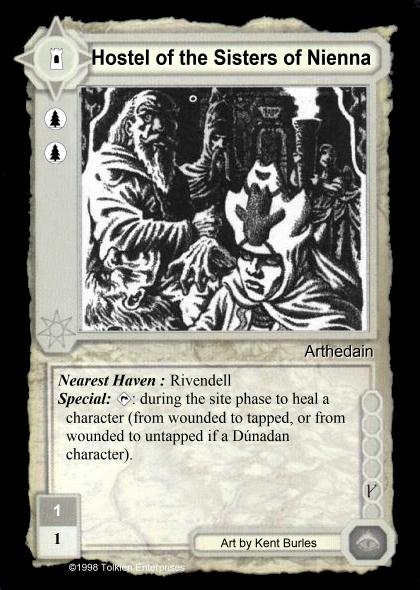 Hostel of the Sisters of Nienna
Arthedain
Nearest Haven : Rivendell
Special: : during the site phase to heal a
character (from wounded to tapped, or from
wounded to untapped if a Dúnadan
character).
1
1
Art by Kent Burles
©1998 Tolkien Enterprises